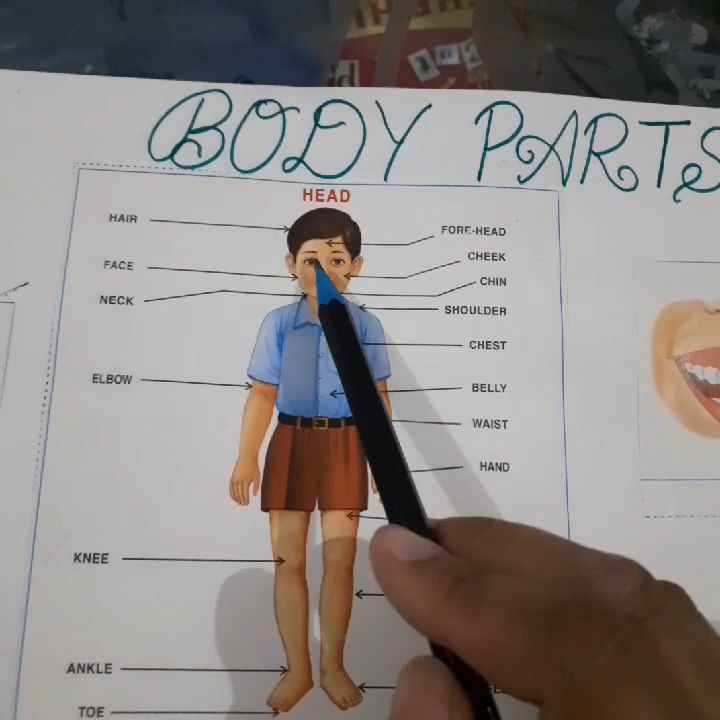 BODY PARTS
HEAD
HAIR
FORE-HEAD
FACE
CHEEK
CHIN
NECK
SHOULDER
CHEST
ELBOW
BELLY
WAIST
HAND
KNEE
ANKLE
TOE